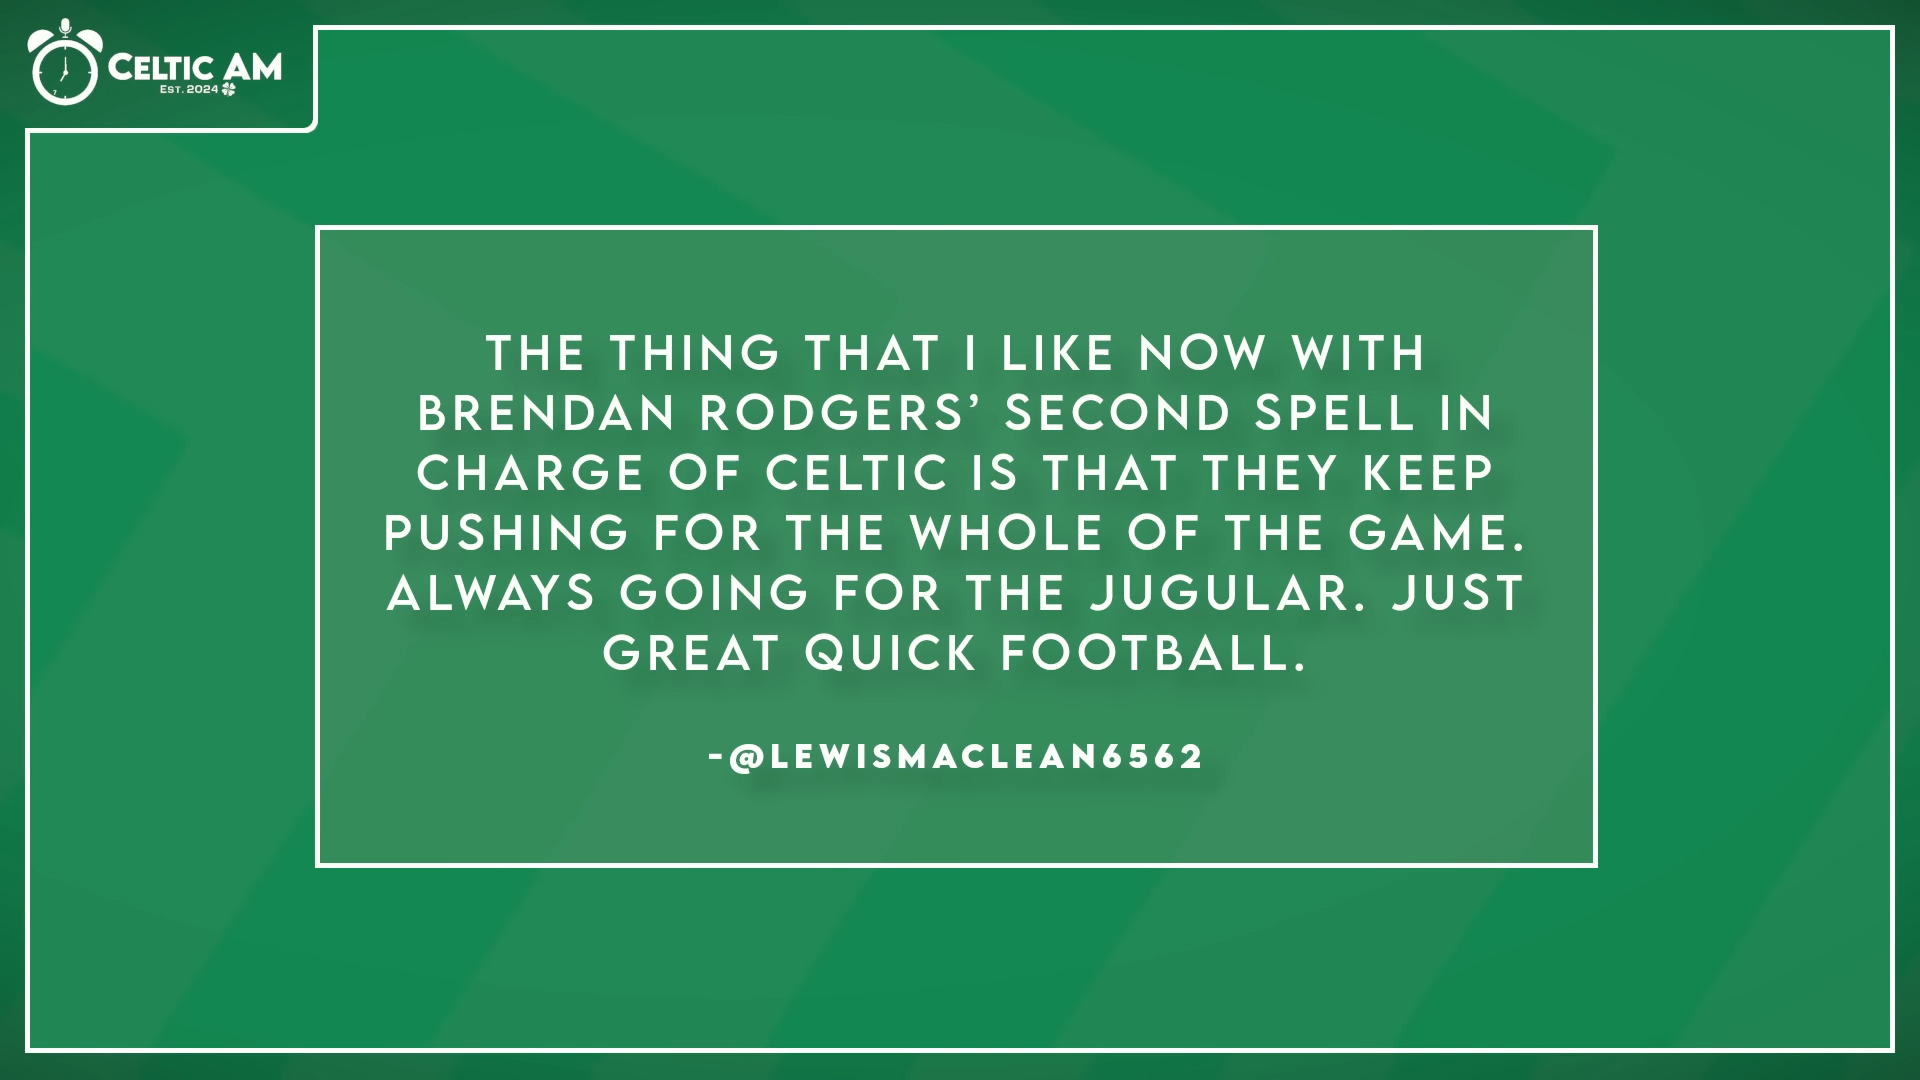 CELTIC AM
EST. 2024
THE THING THAT I LIKE NOW WITH
BRENDAN RODGERS’ SECOND SPELL IN
CHARGE OF CELTIC IS THAT THEY KEEP
PUSHING FOR THE WHOLE OF THE GAME.
ALWAYS GOING FOR THE JUGULAR. JUST
GREAT QUICK FOOTBALL.
-@LEWISMACLEAN6562